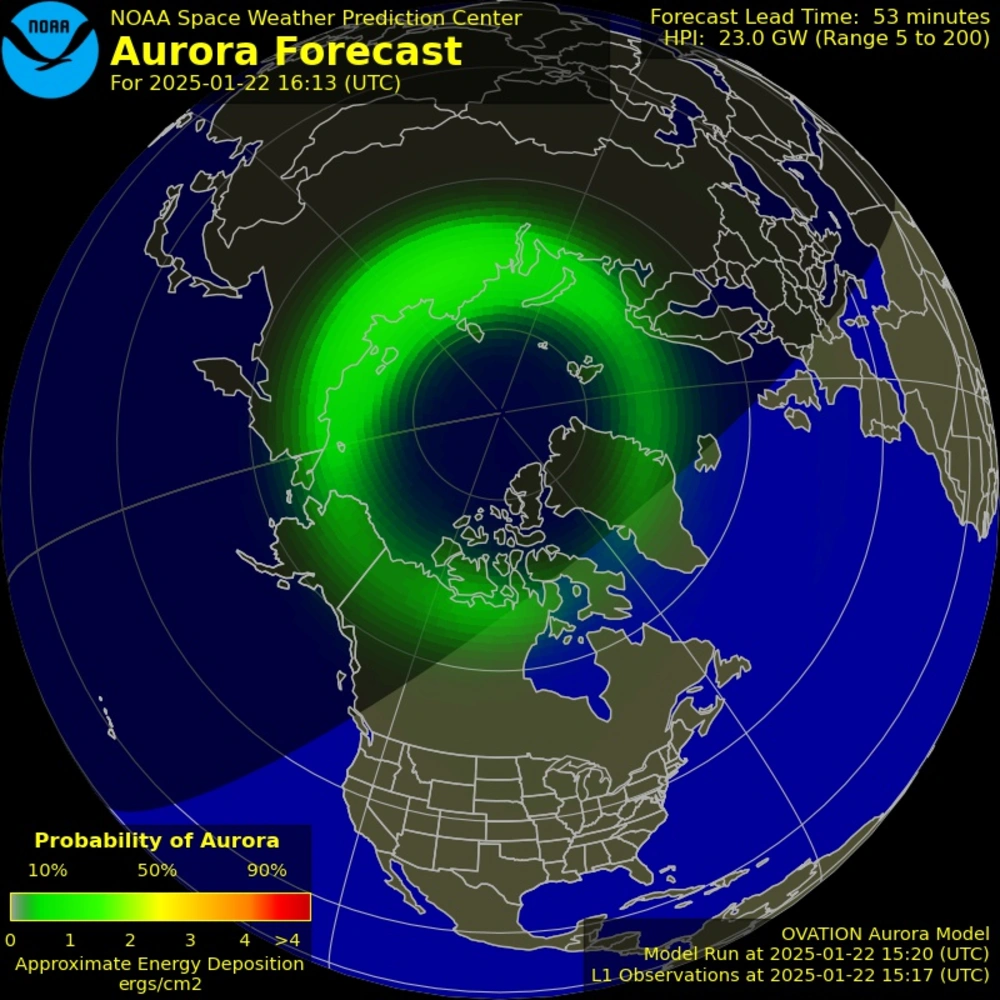 NOAA
NOAA Space Weather Prediction Center
Aurora Forecast
For 2025-01-22 16:13 (UTC)
Forecast Lead Time: 53 minutes
HPI: 23.0 GW (Range 5 to 200)
Probability of Aurora
10% 50% 90%
0 1 2 3 4 >4
Approximate Energy Deposition
ergs/cm2
OVATION Aurora Model
Model Run at 2025-01-22 15:20 (UTC)
L1 Observations at 2025-01-22 15:17 (UTC)